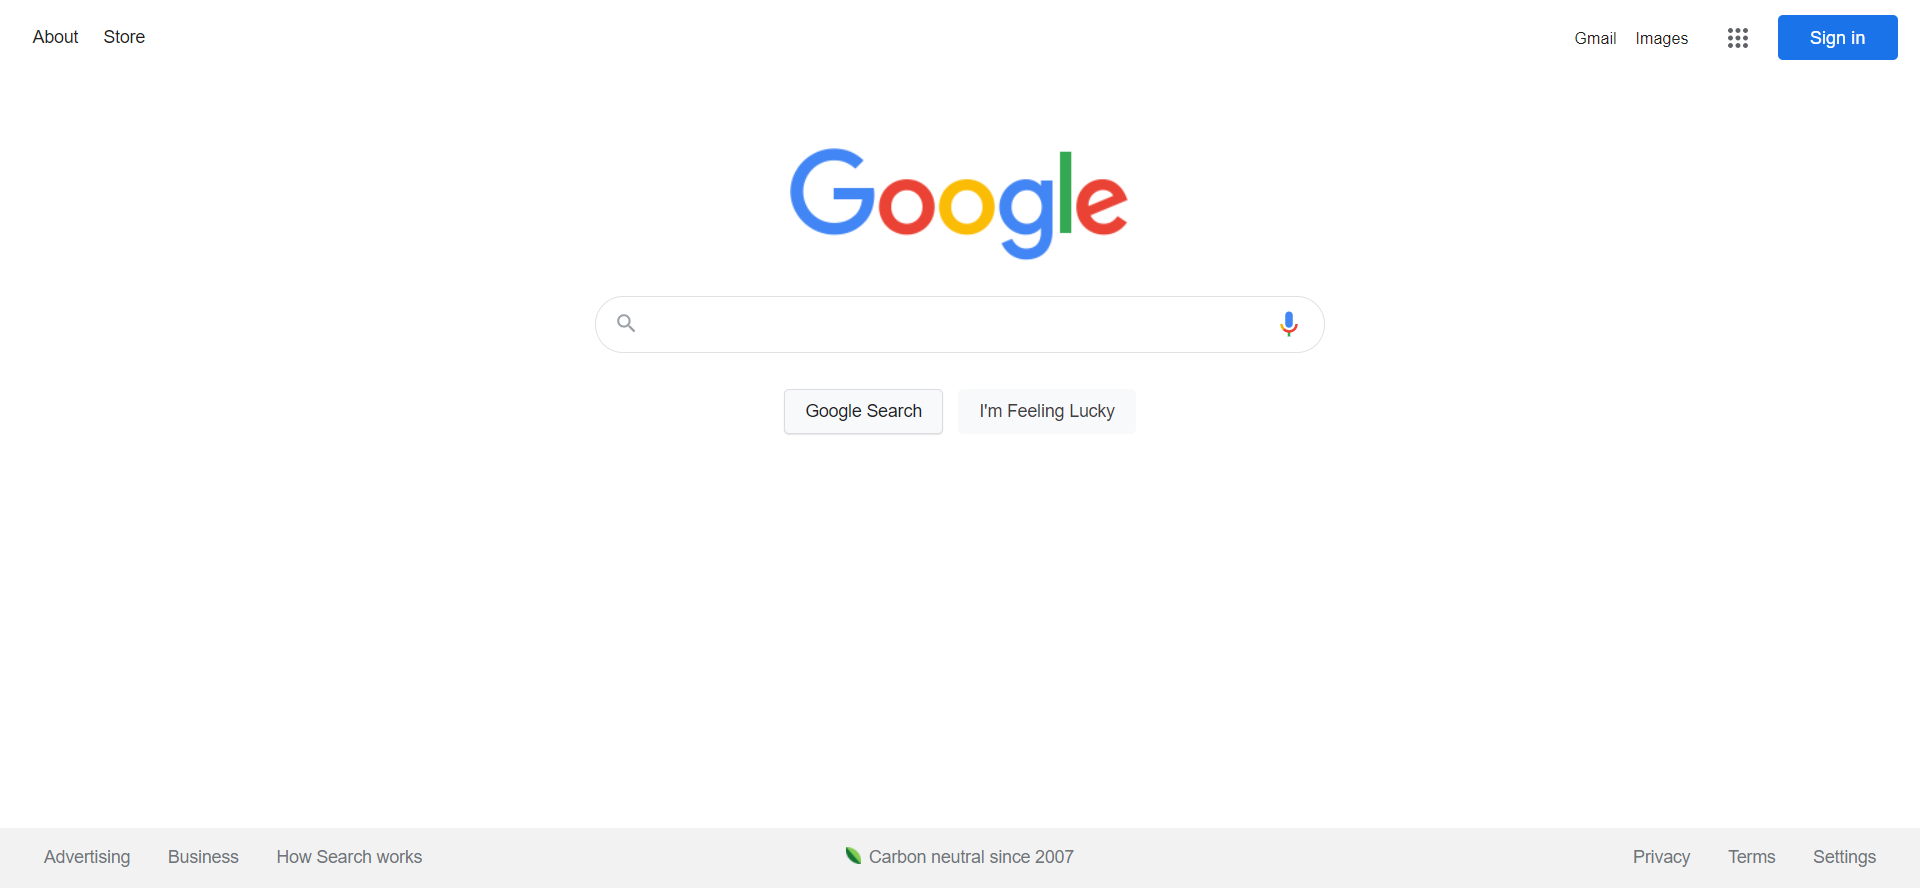 About Store Gmail Images Sign in
Google
Google Search I'm Feeling Lucky
Advertising Business How Search works Carbon neutral since 2007 Privacy Terms Settings